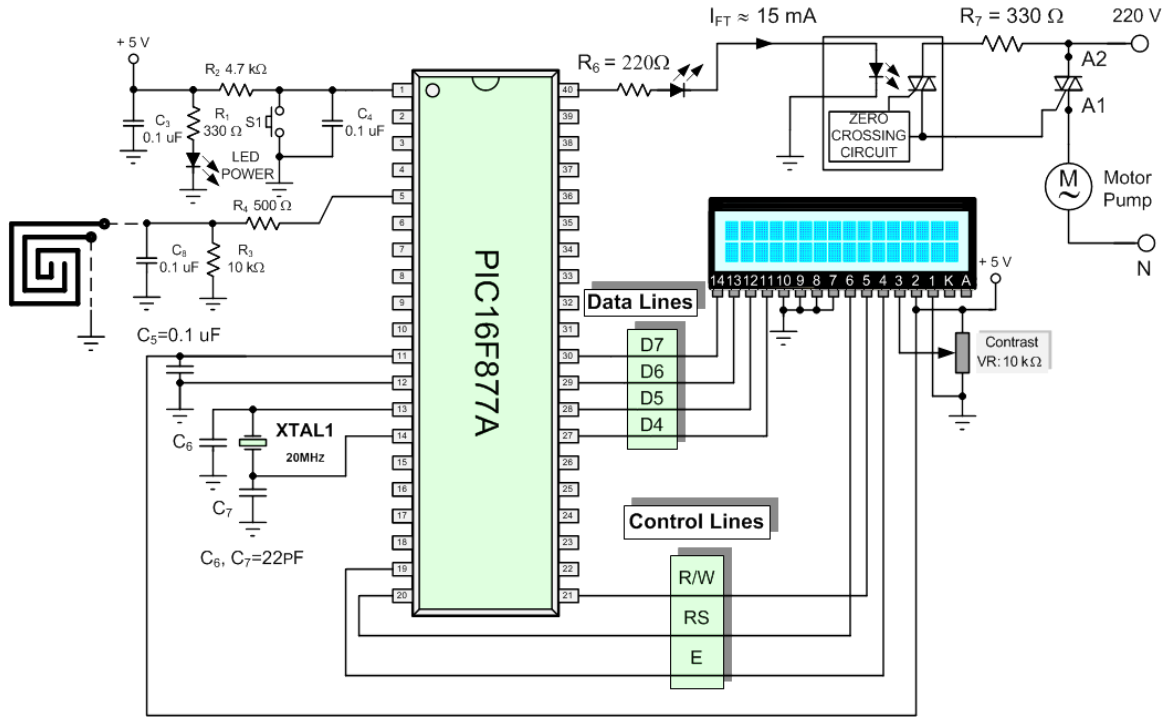 I_FT ≈ 15 mA
R7 = 330 Ω
220 V
+ 5 V
R2 4.7 kΩ
R6 = 220Ω
A2
A1
C3
0.1 uF
R1
330 Ω
S1
C4
0.1 uF
LED
POWER
ZERO
CROSSING
CIRCUIT
M
~
Motor
Pump
N
R4 500 Ω
C8
0.1 uF
R3
10 kΩ
C5=0.1 uF
1
2
3
4
5
6
7
8
9
10
11
12
13
14
15
16
17
18
19
20
PIC16F877A
40
39
38
37
36
35
34
33
32
31
30
29
28
27
26
25
24
23
22
21
14 13 12 11 10 9 8 7 6 5 4 3 2 1 K A
+ 5 V
Contrast
VR: 10 kΩ
Data Lines
D7
D6
D5
D4
C6
XTAL1
20MHz
C7
C6, C7=22PF
Control Lines
R/W
RS
E